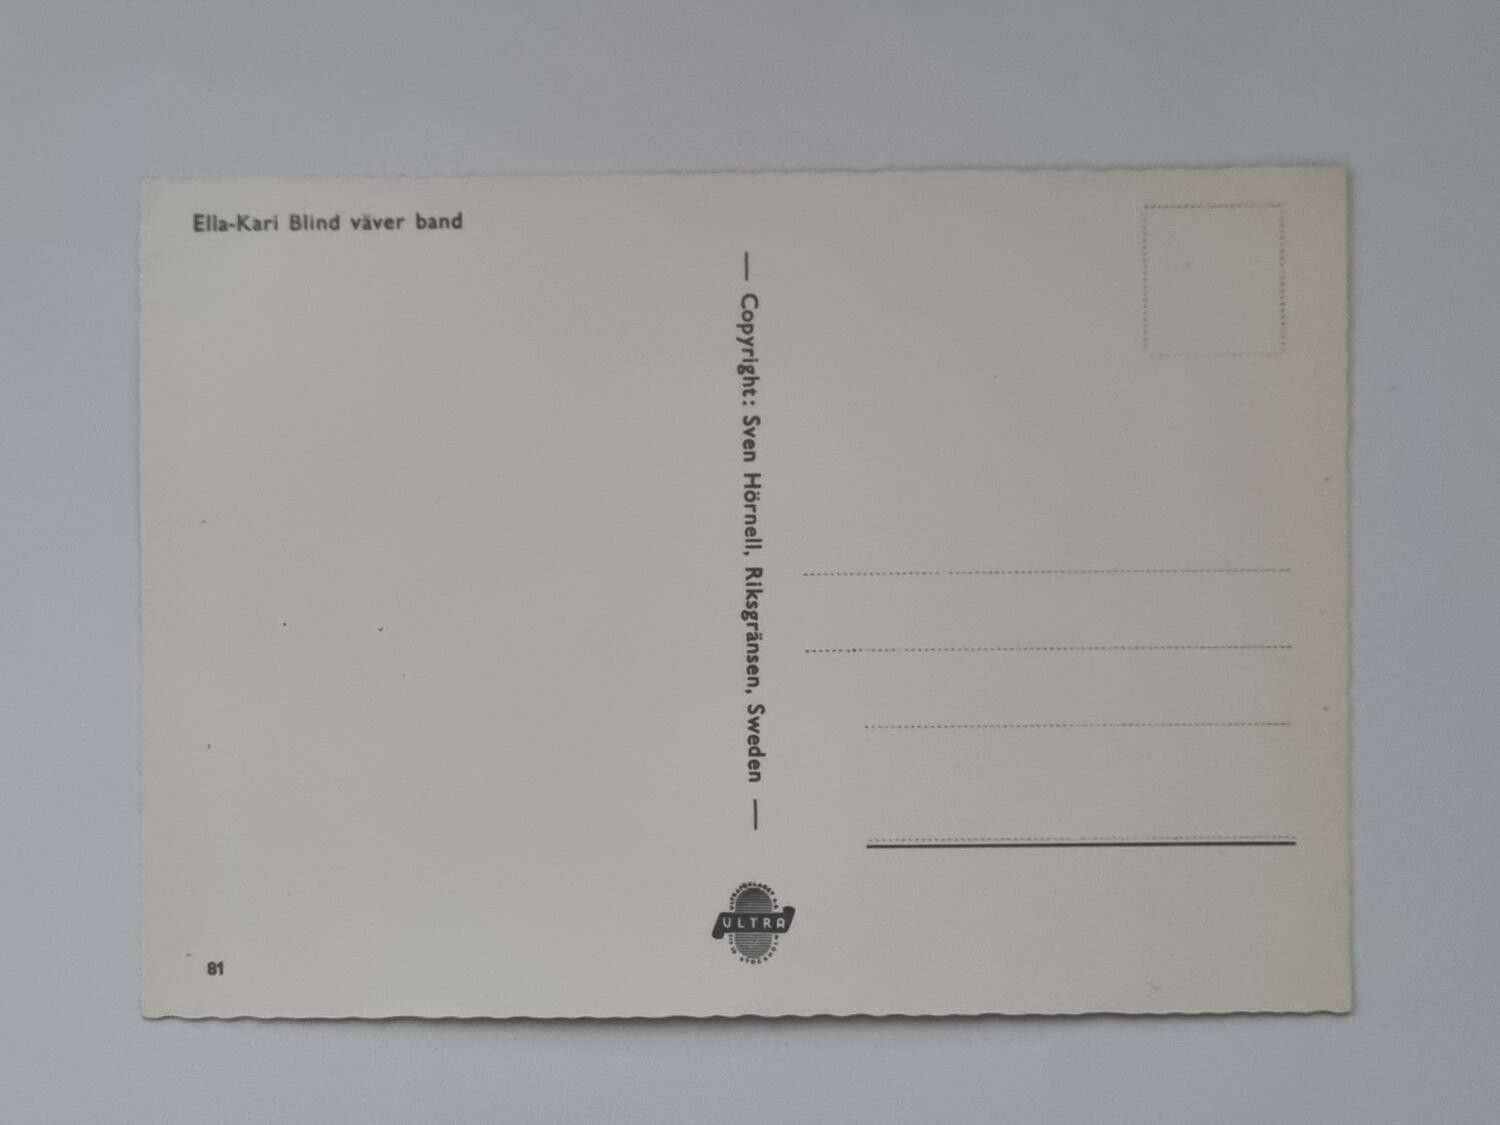 Ella-Kari Blind väver band
— Copyright: Sven Hörnell, Riksgränsen, Sweden —
ULTRA
81